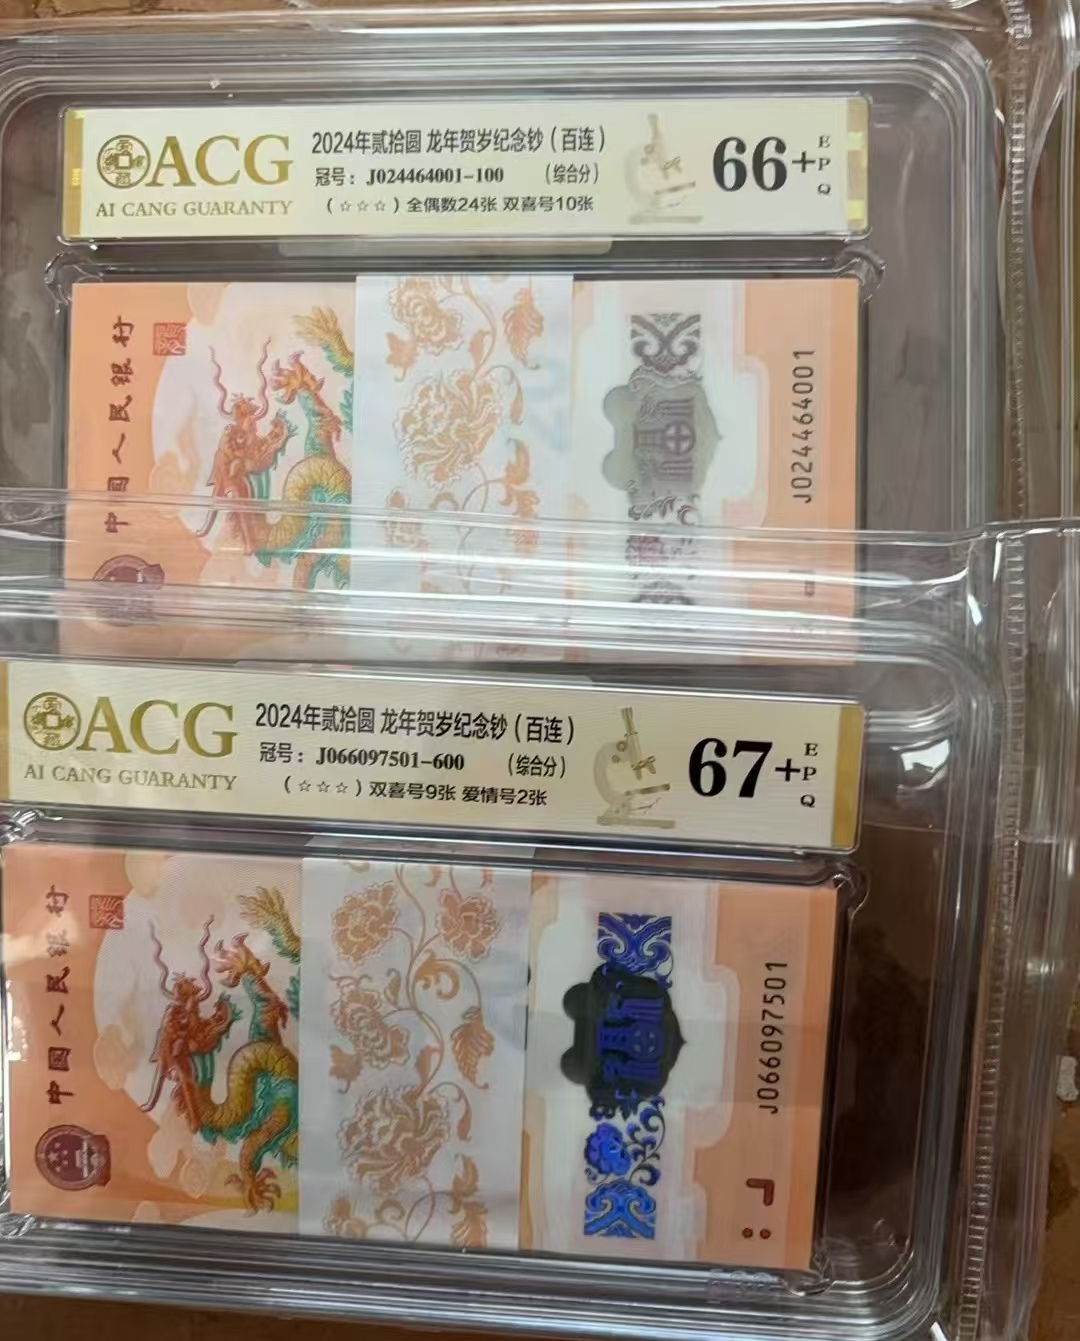 ACG
AI CANG GUARANTY
2024年贰拾圆 龙年贺岁纪念钞（百连）
冠号：J024464001-100 （综合分）
（☆☆☆）全偶数24张 双喜号10张
66+
EPQ
中国人民银行
J024464001
ACG
AI CANG GUARANTY
2024年贰拾圆 龙年贺岁纪念钞（百连）
冠号：J066097501-600 （综合分）
（☆☆☆）双喜号9张 爱情号2张
67+
EPQ
中国人民银行
J066097501